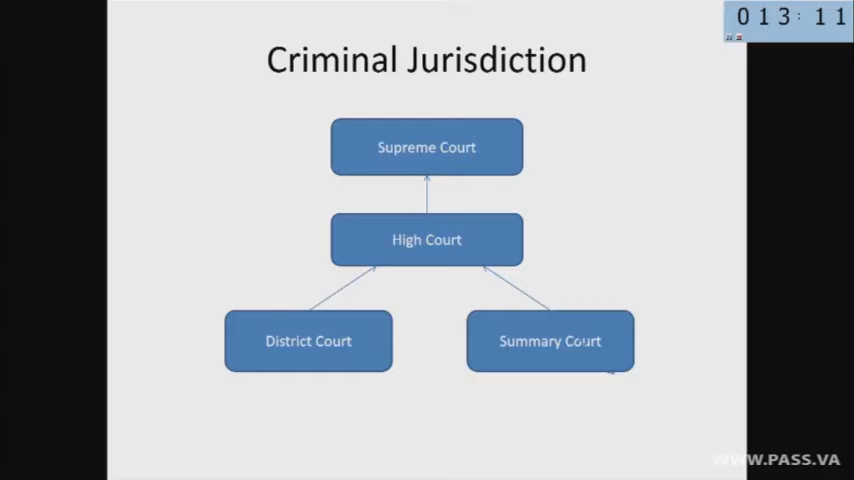 013:11
Criminal Jurisdiction
Supreme Court
High Court
District Court
Summary Court
WWW.PASS.VA